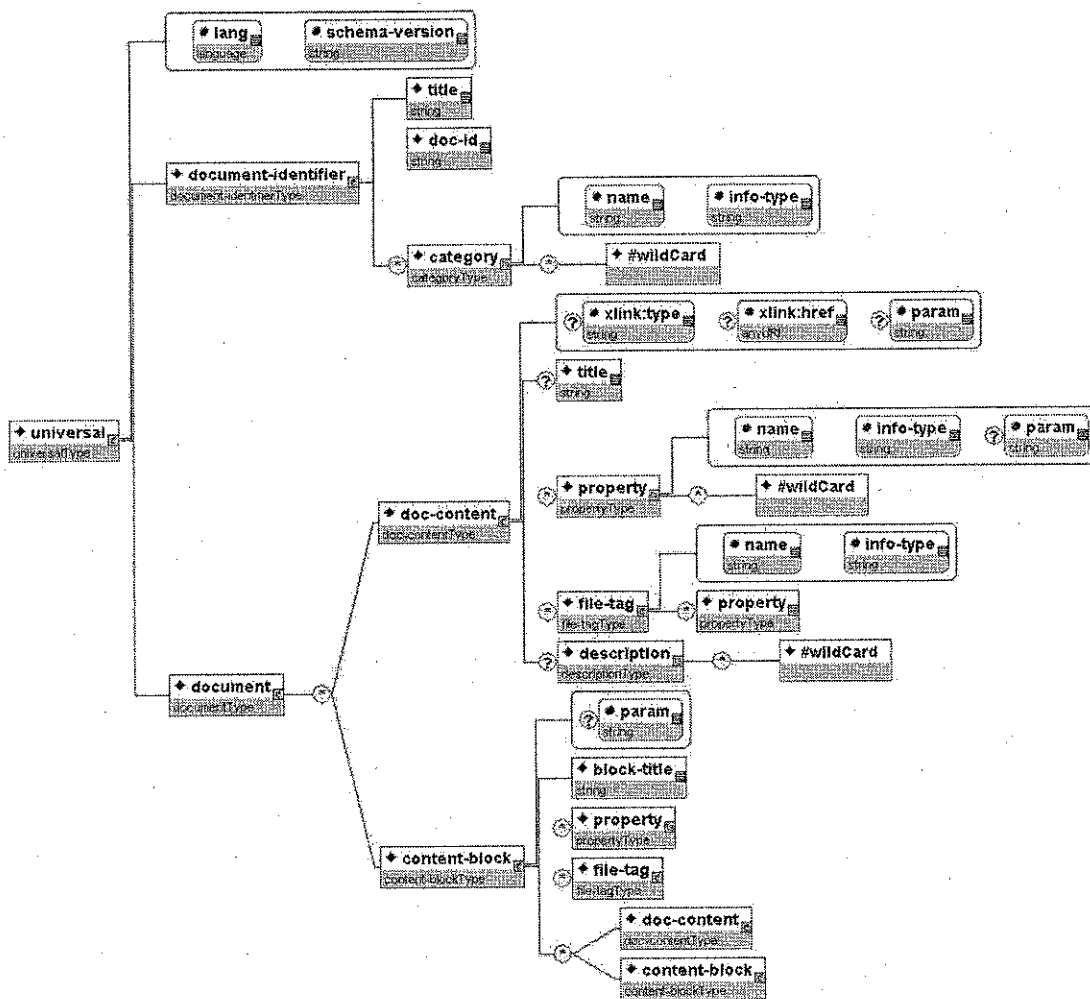 lang
schema-version
language
string
title
string
doc-id
string
document-identifier
document-identifierType
name
info-type
string
string
category
categoryType
#wildCard
xlink:type
xlink:href
param
string
anyURI
string
title
string
universal
universalType
name
info-type
param
string
string
string
property
propertyType
#wildCard
doc-content
doc-contentType
name
info-type
string
string
file-tag
file-tagType
property
propertyType
description
descriptionType
#wildCard
document
documentType
param
string
block-title
string
property
propertyType
content-block
content-blockType
file-tag
file-tagType
doc-content
doc-contentType
content-block
content-blockType